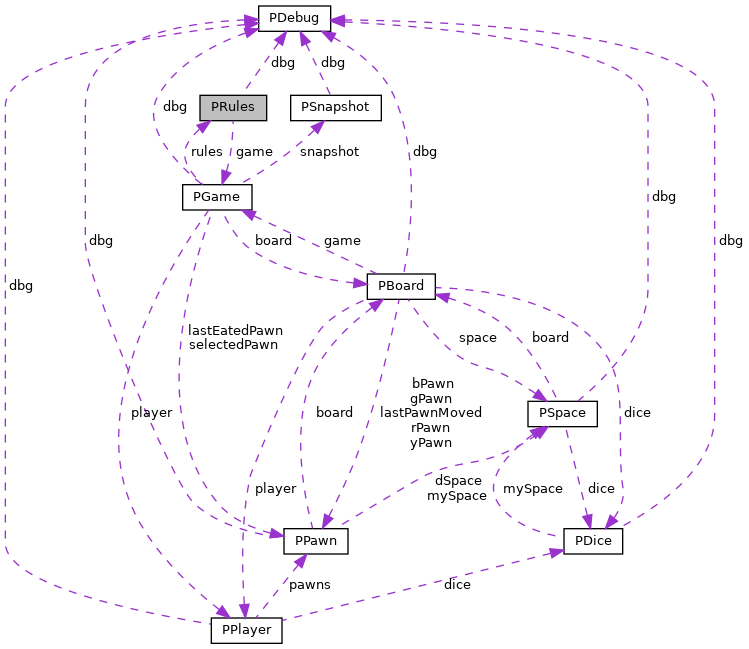 PDebug
dbg
dbg
dbg
PRules
PSnapshot
rules
game
snapshot
PGame
dbg
dbg
dbg
board
game
dbg
dbg
PBoard
lastEatedPawn
selectedPawn
space
board
bPawn
gPawn
lastPawnMoved
rPawn
yPawn
player
board
PSpace
dice
dSpace
mySpace
player
mySpace
dice
PPawn
PDice
pawns
dice
PPlayer